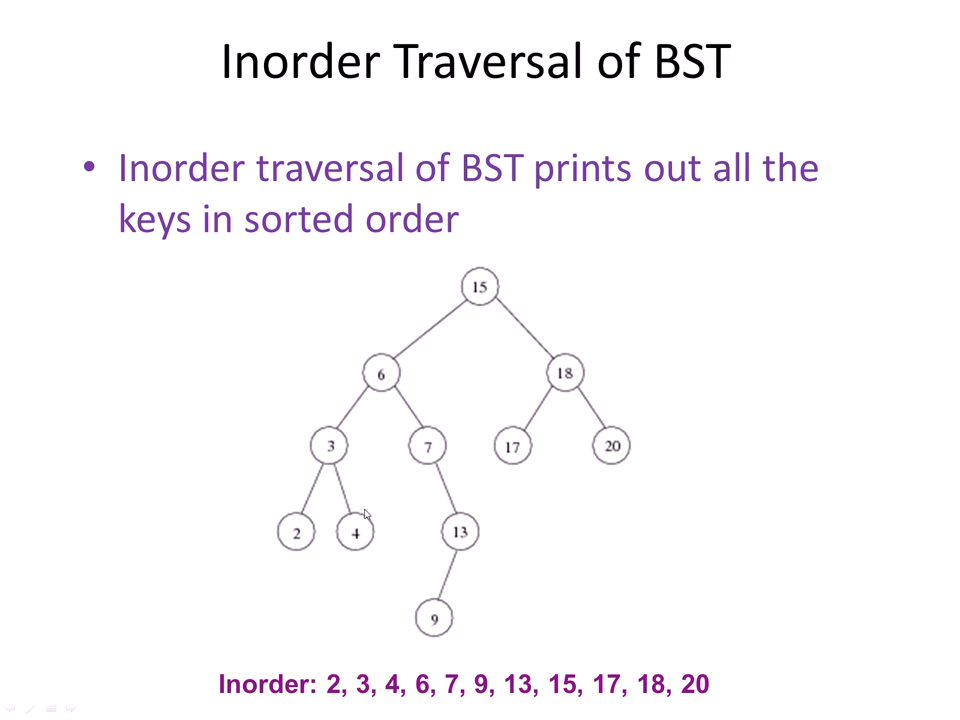 Inorder Traversal of BST
• Inorder traversal of BST prints out all the
keys in sorted order
15
6
18
3
7
17
20
2
4
13
9
Inorder: 2, 3, 4, 6, 7, 9, 13, 15, 17, 18, 20